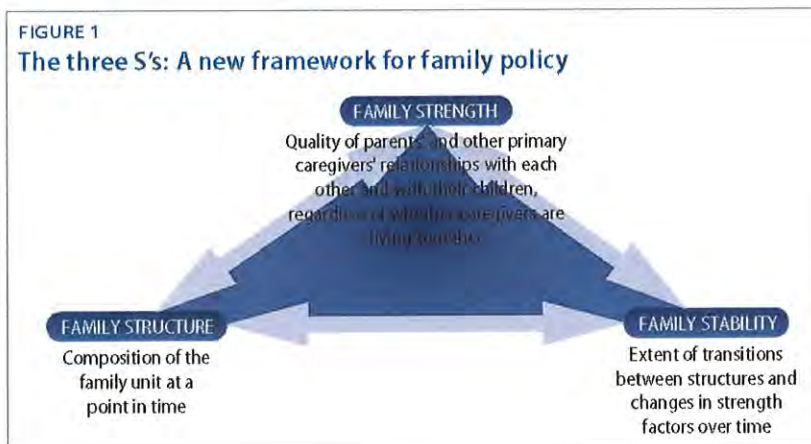 FIGURE 1
The three S's: A new framework for family policy
FAMILY STRENGTH
Quality of parents' and other primary
caregivers' relationships with each
other and with their children,
regardless of whether caregivers are
living together
FAMILY STRUCTURE
Composition of the
family unit at a
point in time
FAMILY STABILITY
Extent of transitions
between structures and
changes in strength
factors over time